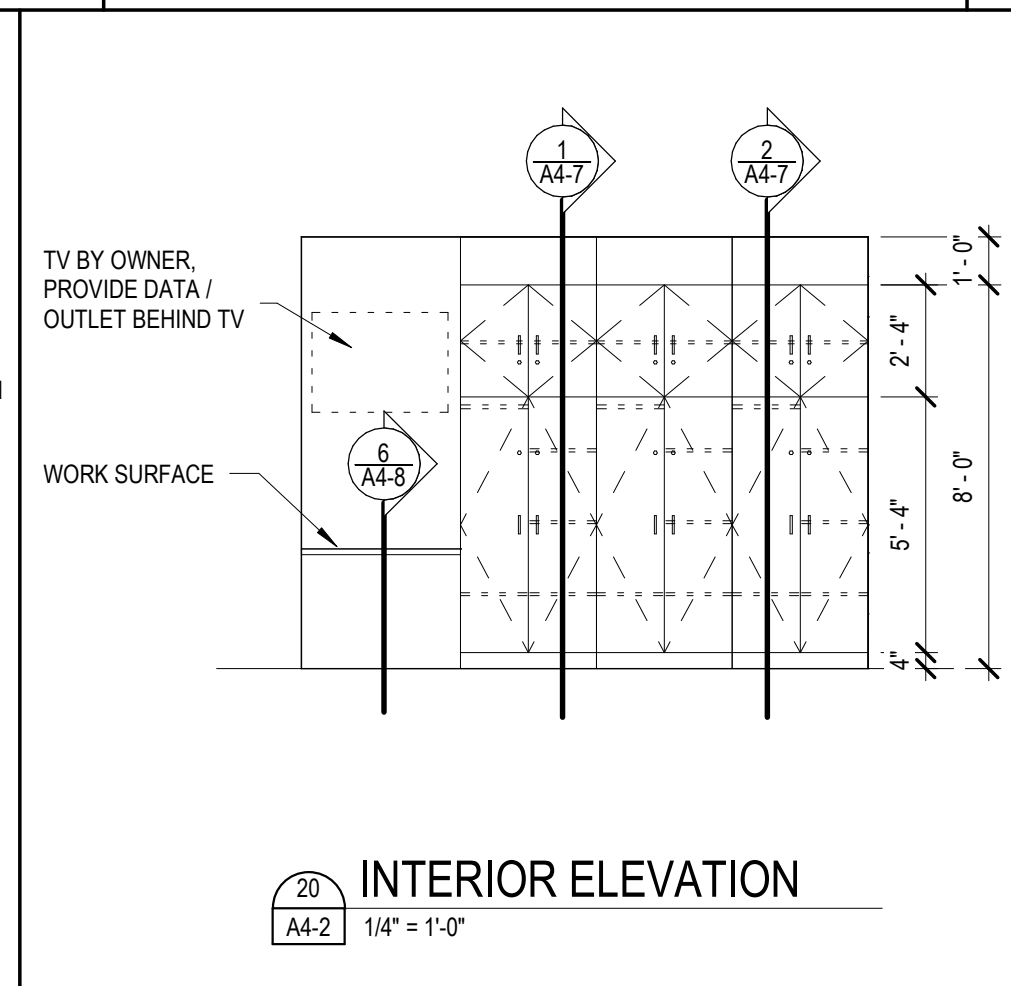 1
A4-7
2
A4-7
TV BY OWNER,
PROVIDE DATA /
OUTLET BEHIND TV
1' - 0"
2' - 4"
6
A4-8
WORK SURFACE
8' - 0"
5' - 4"
4"
20
INTERIOR ELEVATION
A4-2
1/4" = 1'-0"